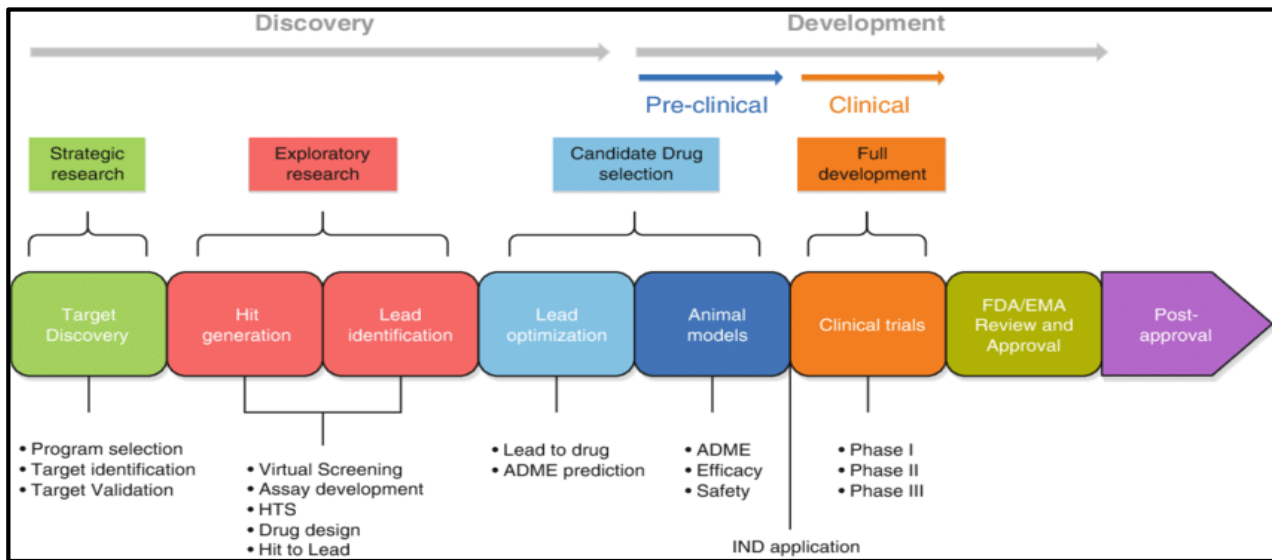 Discovery
Development
Pre-clinical
Clinical
Strategic
research
Exploratory
research
Candidate Drug
selection
Full
development
Target
Discovery
Hit
generation
Lead
identification
Lead
optimization
Animal
models
Clinical trials
FDA/EMA
Review and
Approval
Post-
approval
• Program selection
• Target identification
• Target Validation
• Virtual Screening
• Assay development
• HTS
• Drug design
• Hit to Lead
• Lead to drug
• ADME prediction
• ADME
• Efficacy
• Safety
• Phase I
• Phase II
• Phase III
IND application